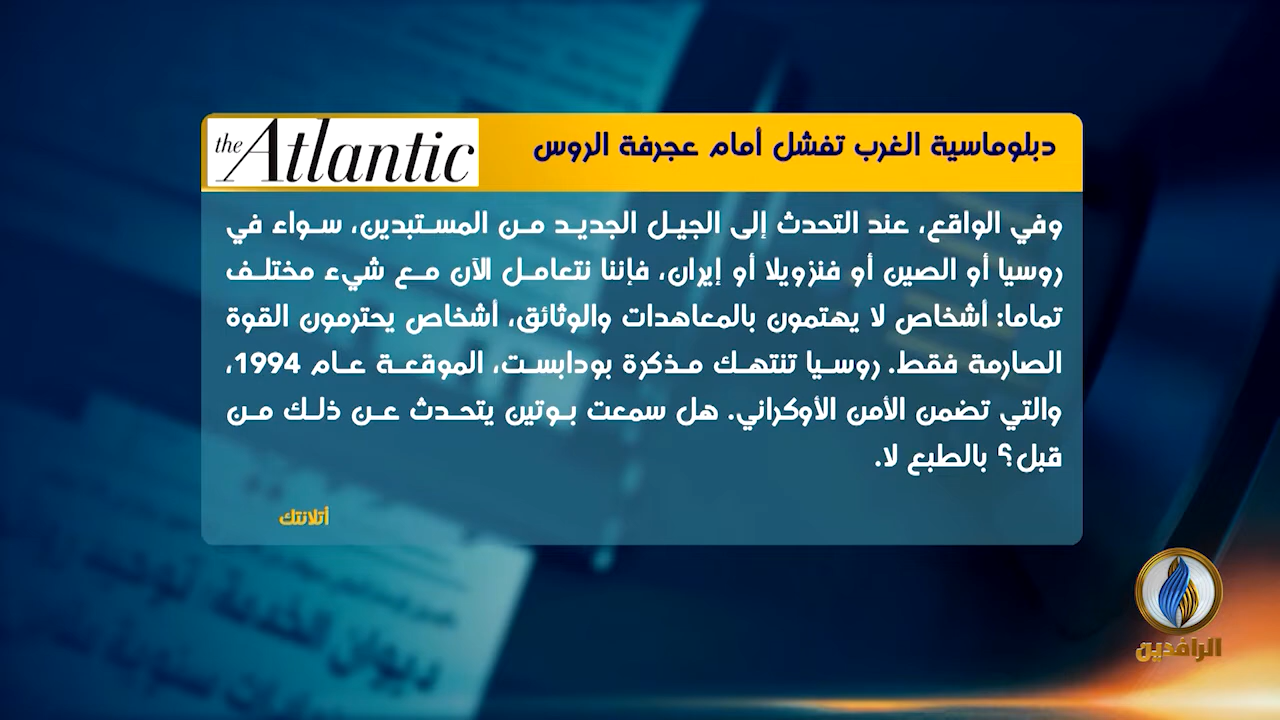 دبلوماسية الغرب تفشل أمام عجرفة الروس
the Atlantic
وفي الواقع، عند التحدث إلى الجيل الجديد من المستبدين، سواء في
روسيا أو الصين أو فنزويلا أو إيران، فإننا نتعامل الآن مع شيء مختلف
تماما: أشخاص لا يهتمون بالمعاهدات والوثائق، أشخاص يحترمون القوة
الصارمة فقط. روسيا تنتهك مذكرة بودابست، الموقعة عام 1994،
والتي تضمن الأمن الأوكراني. هل سمعت بوتين يتحدث عن ذلك من
قبل؟ بالطبع لا.
أتلانتك
الرافدين
ديوان الخدمة: